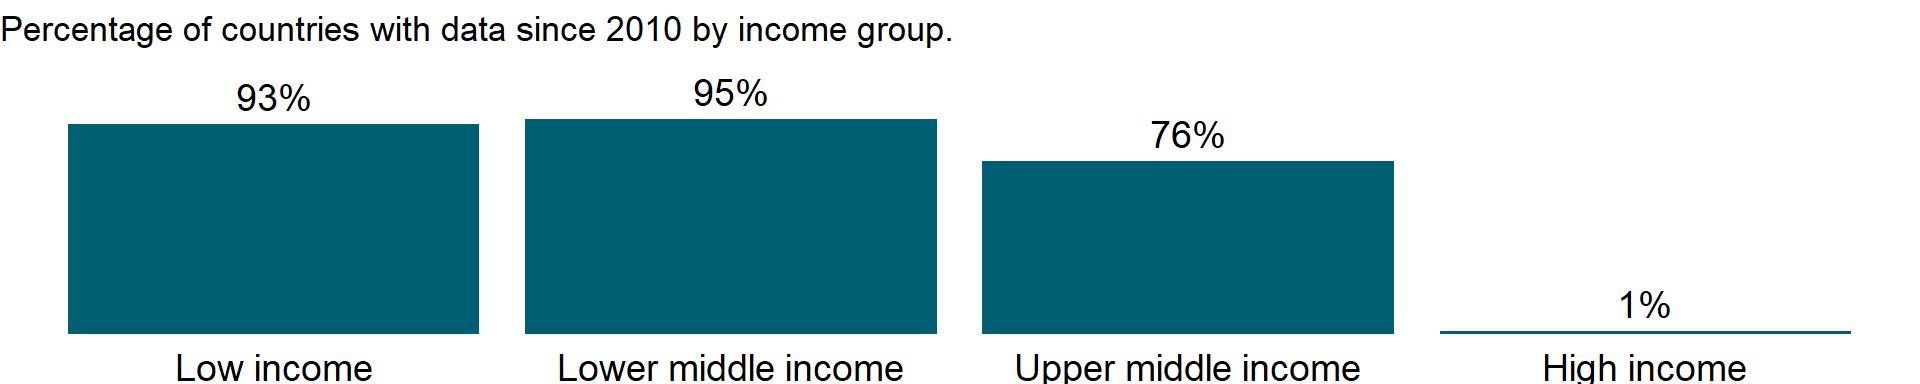 Percentage of countries with data since 2010 by income group.
93%
95%
76%
1%
Low income
Lower middle income
Upper middle income
High income